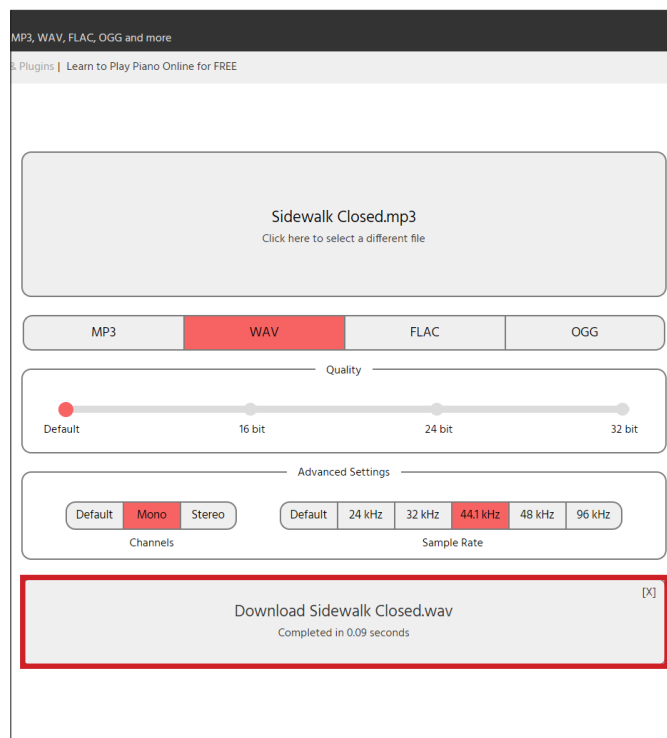 MP3, WAV, FLAC, OGG and more
& Plugins | Learn to Play Piano Online for FREE
Sidewalk Closed.mp3
Click here to select a different file
MP3 WAV FLAC OGG
Quality
Default 16 bit 24 bit 32 bit
Advanced Settings
Default Mono Stereo Default 24 kHz 32 kHz 44.1 kHz 48 kHz 96 kHz
Channels Sample Rate
[X]
Download Sidewalk Closed.wav
Completed in 0.09 seconds